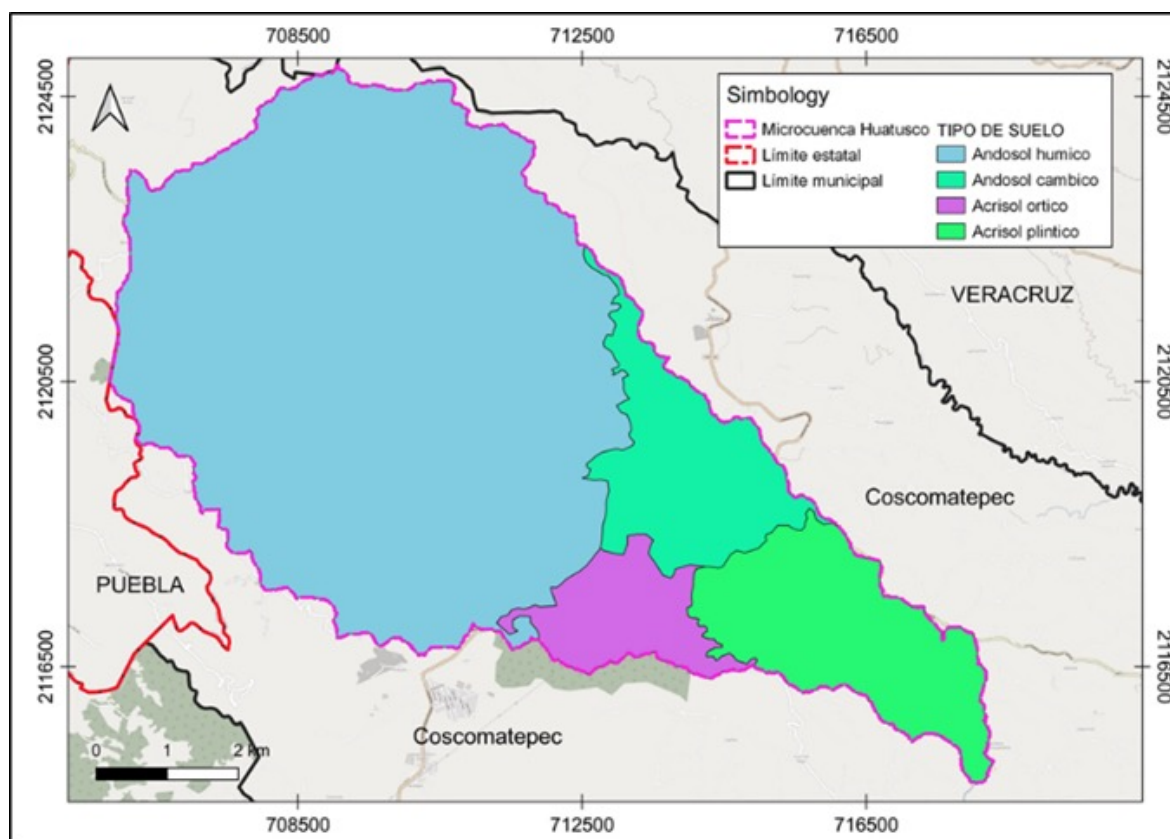 708500 712500 716500
2124500 2124500
Simbology
Microcuenca Huatusco
Límite estatal
Límite municipal
TIPO DE SUELO
Andosol humico
Andosol cambico
Acrisol ortico
Acrisol plintico
VERACRUZ
2120500 2120500
Coscomatepec
PUEBLA
2116500 2116500
Coscomatepec
0 1 2 km
708500 712500 716500